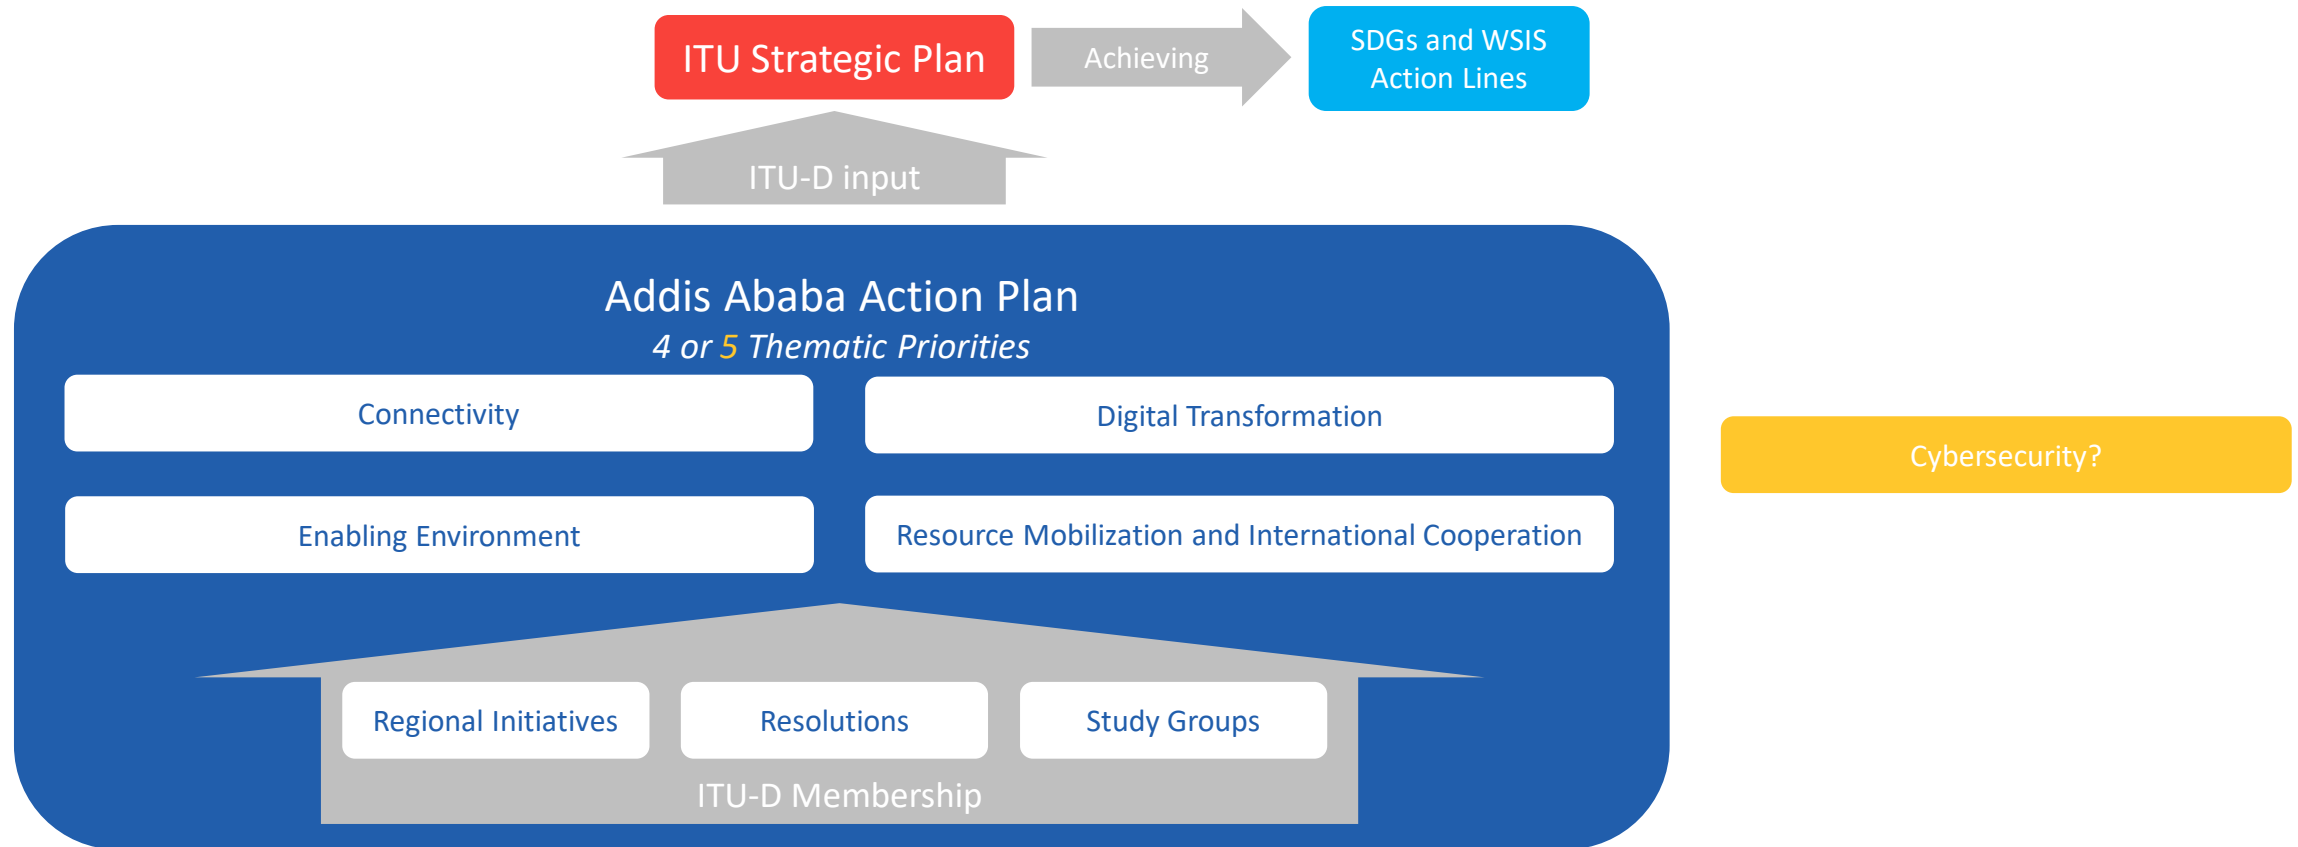 ITU Strategic Plan
Achieving
SDGs and WSIS
Action Lines
ITU-D input
Addis Ababa Action Plan
4 or 5 Thematic Priorities
Connectivity
Digital Transformation
Cybersecurity?
Enabling Environment
Resource Mobilization and International Cooperation
Regional Initiatives
Resolutions
Study Groups
ITU-D Membership